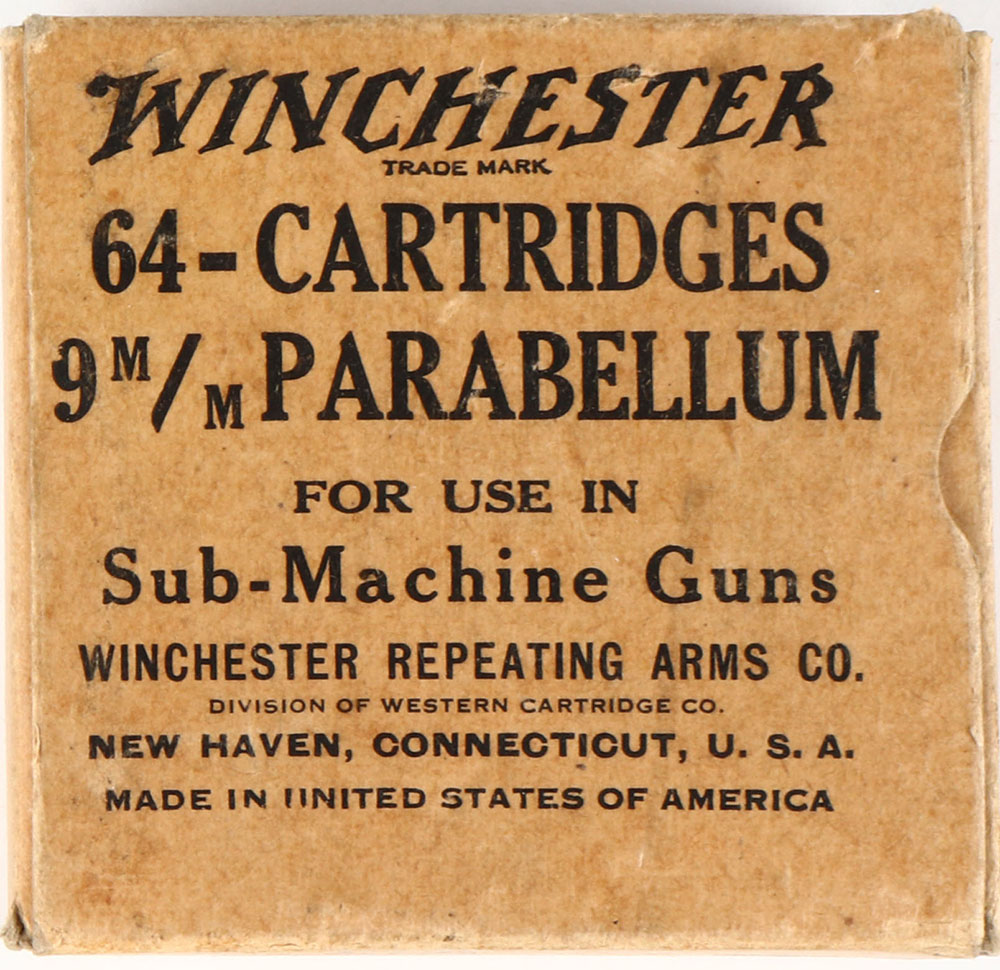 WINCHESTER
TRADE MARK
64-CARTRIDGES
9 M/M PARABELLUM
FOR USE IN
Sub-Machine Guns
WINCHESTER REPEATING ARMS CO.
DIVISION OF WESTERN CARTRIDGE CO.
NEW HAVEN, CONNECTICUT, U. S. A.
MADE IN UNITED STATES OF AMERICA